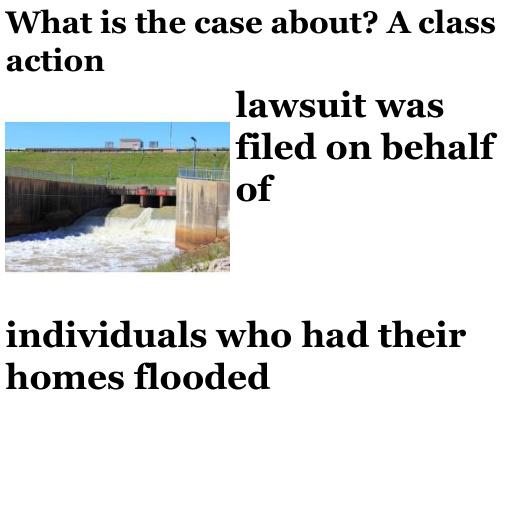 What is the case about? A class
action
lawsuit was
filed on behalf
of
individuals who had their
homes flooded